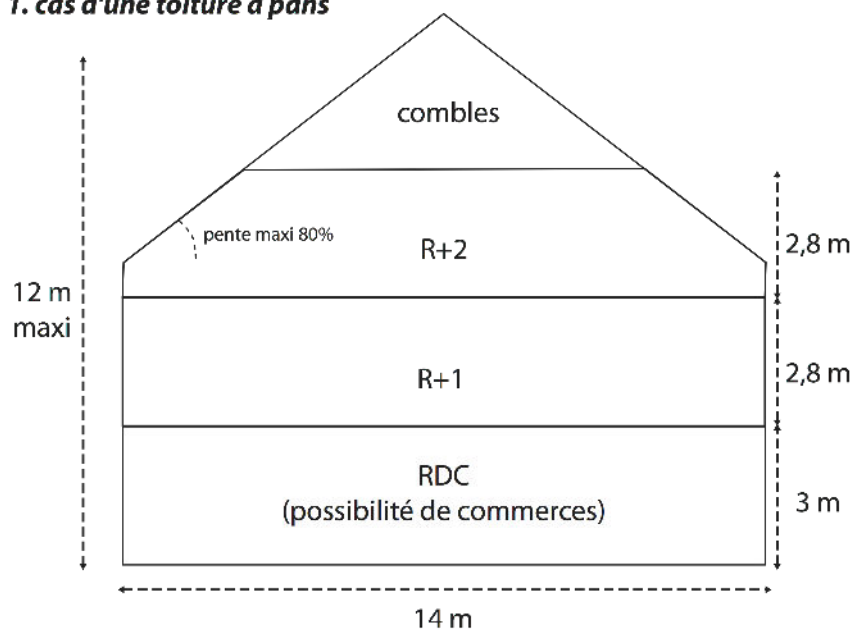 1. cas d'une toiture à pans
combles
pente maxi 80%
R+2
2,8 m
12 m
maxi
R+1
2,8 m
RDC
(possibilité de commerces)
3 m
14 m